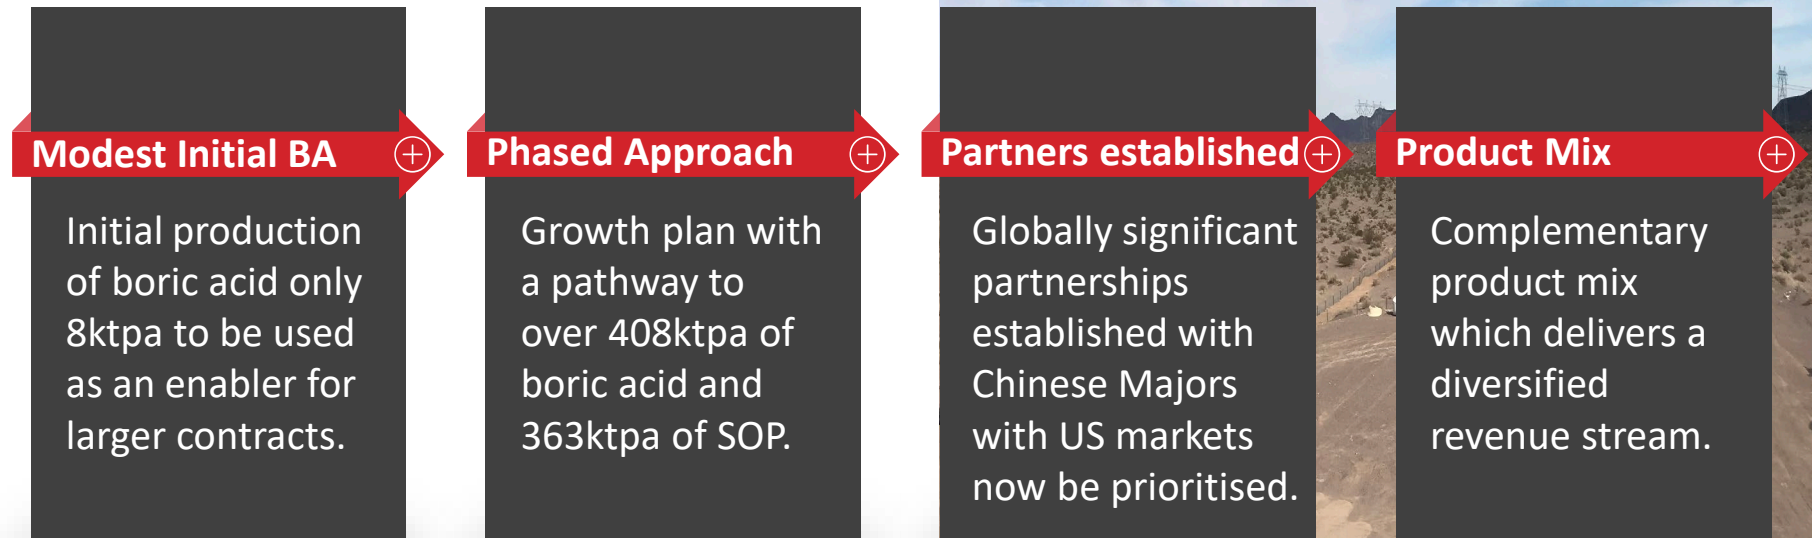 Modest Initial BA
Initial production
of boric acid only
8ktpa to be used
as an enabler for
larger contracts.
Phased Approach
Growth plan with
a pathway to
over 408ktpa of
boric acid and
363ktpa of SOP.
Partners established
Globally significant
partnerships
established with
Chinese Majors
with US markets
now be prioritised.
Product Mix
Complementary
product mix
which delivers a
diversified
revenue stream.